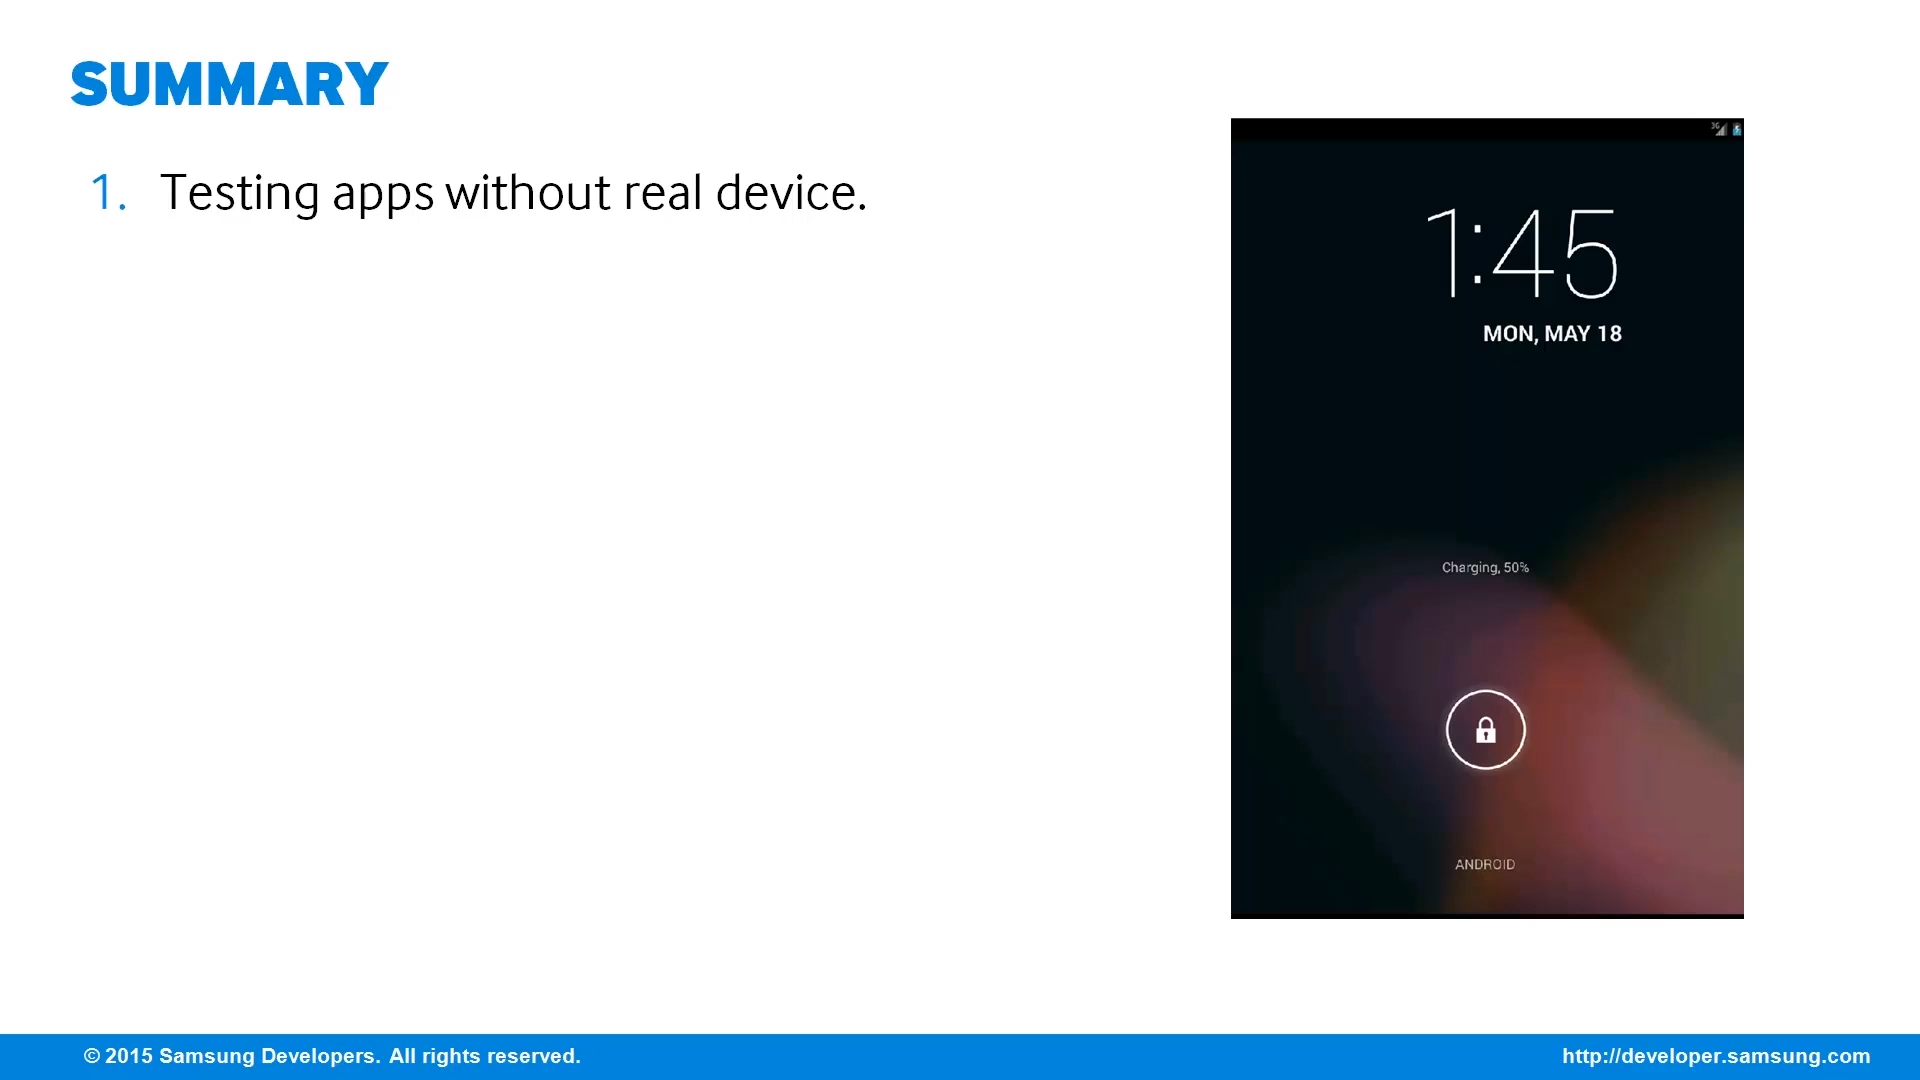 SUMMARY
1. Testing apps without real device.
3G
1:45
MON, MAY 18
Charging, 50%
ANDROID
© 2015 Samsung Developers. All rights reserved.
http://developer.samsung.com